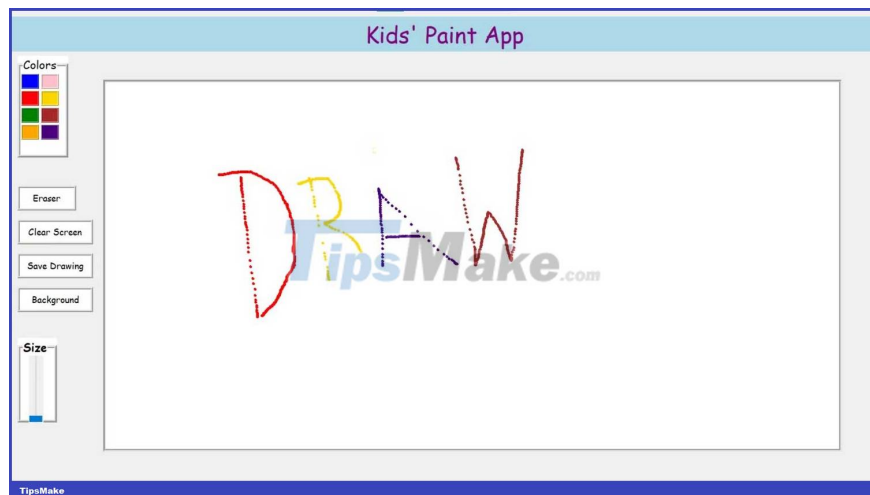 Kids' Paint App
Colors
DRAW
Eraser
Clear Screen
Save Drawing
Background
TipsMake.com
Size
TipsMake